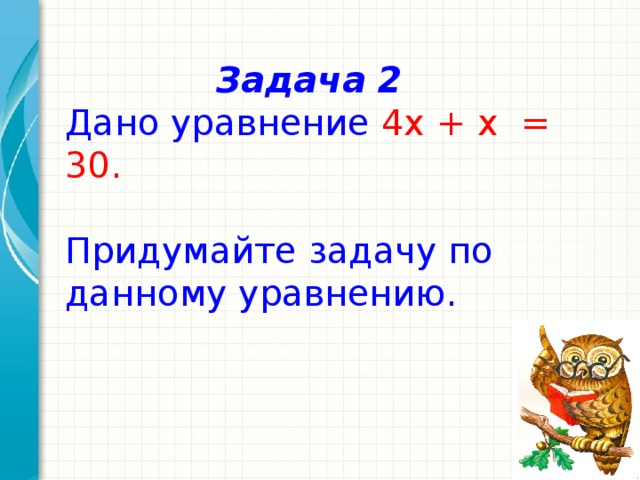 Задача 2
Дано уравнение 4х + х  =
30.
Придумайте задачу по
данному уравнению.